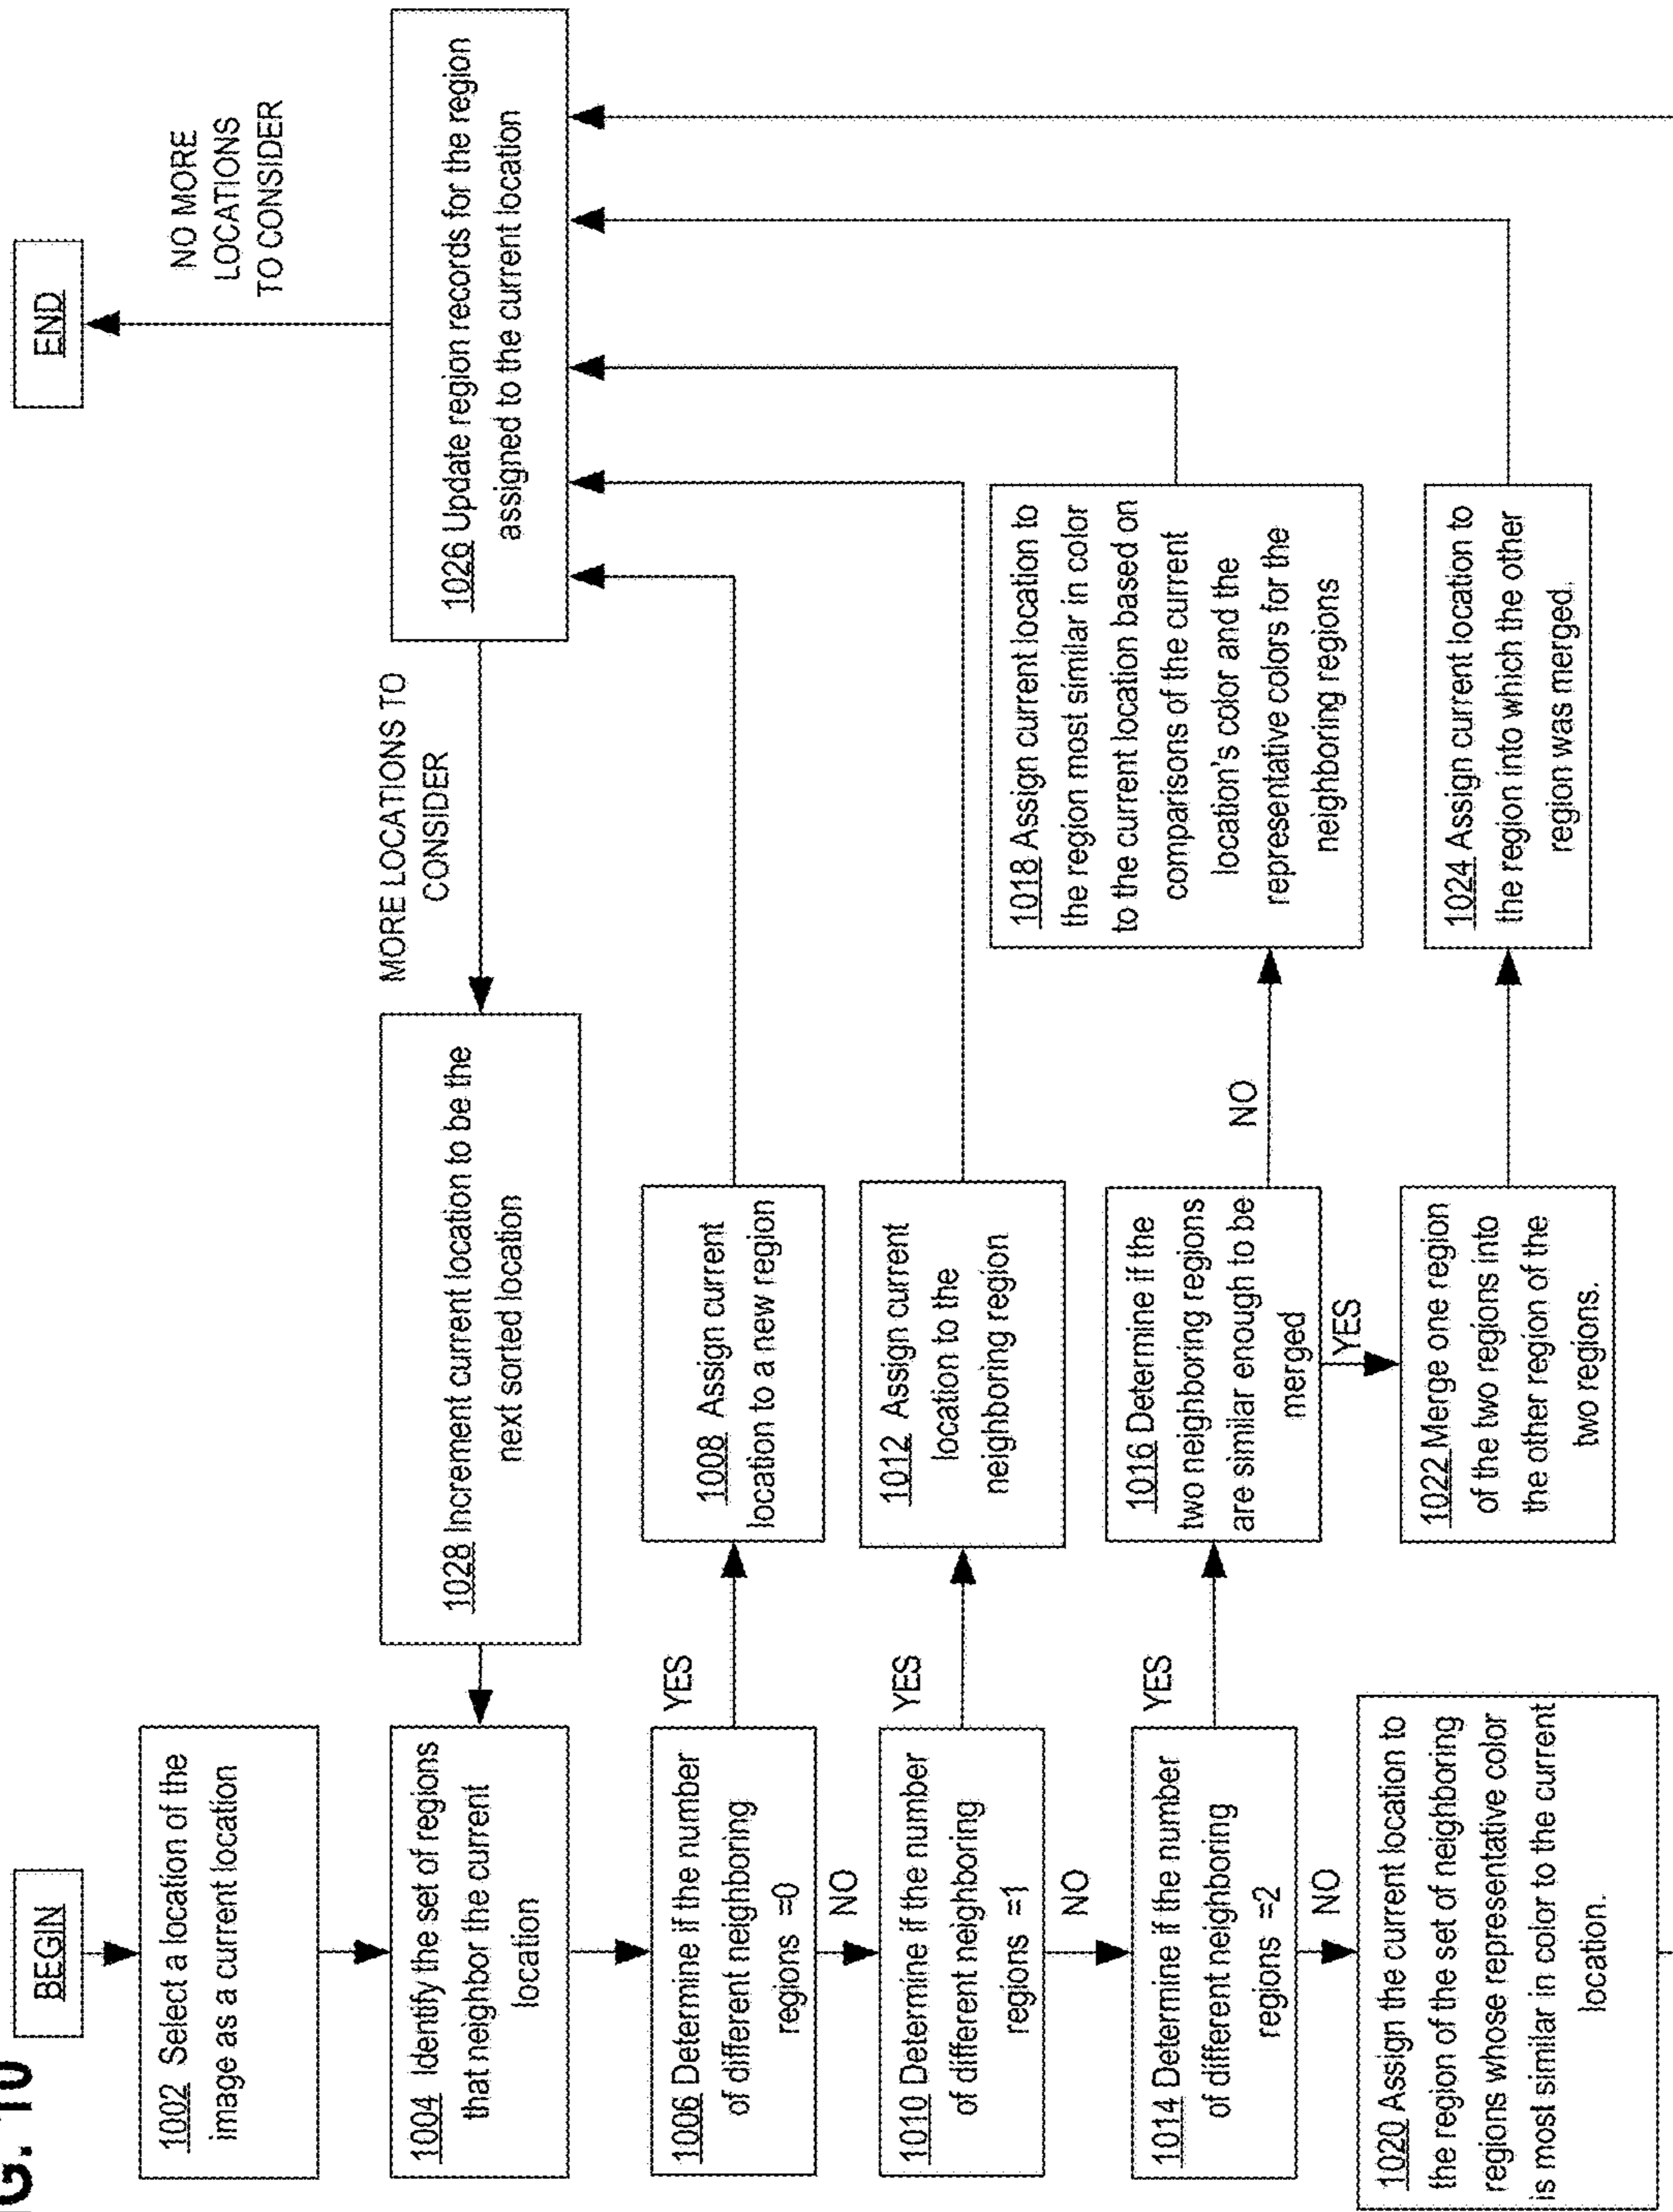 G. 10
BEGIN
1002 Select a location of the
image as a current location
1004 Identify the set of regions
that neighbor the current
location
1006 Determine if the number
of different neighboring
regions =0
YES
NO
1008 Assign current
location to a new region
1010 Determine if the number
of different neighboring
regions =1
YES
NO
1012 Assign current
location to the
neighboring region
1014 Determine if the number
of different neighboring
regions =2
YES
NO
1016 Determine if the
two neighboring regions
are similar enough to be
merged
NO
YES
1018 Assign current location to
the region most similar in color
to the current location based on
comparisons of the current
location's color and the
representative colors for the
neighboring regions
1020 Assign the current location to
the region of the set of neighboring
regions whose representative color
is most similar in color to the current
location.
1022 Merge one region
of the two regions into
the other region of the
two regions.
1024 Assign current location to
the region into which the other
region was merged.
1026 Update region records for the region
assigned to the current location
MORE LOCATIONS TO
CONSIDER
1028 Increment current location to be the
next sorted location
NO MORE
LOCATIONS
TO CONSIDER
END